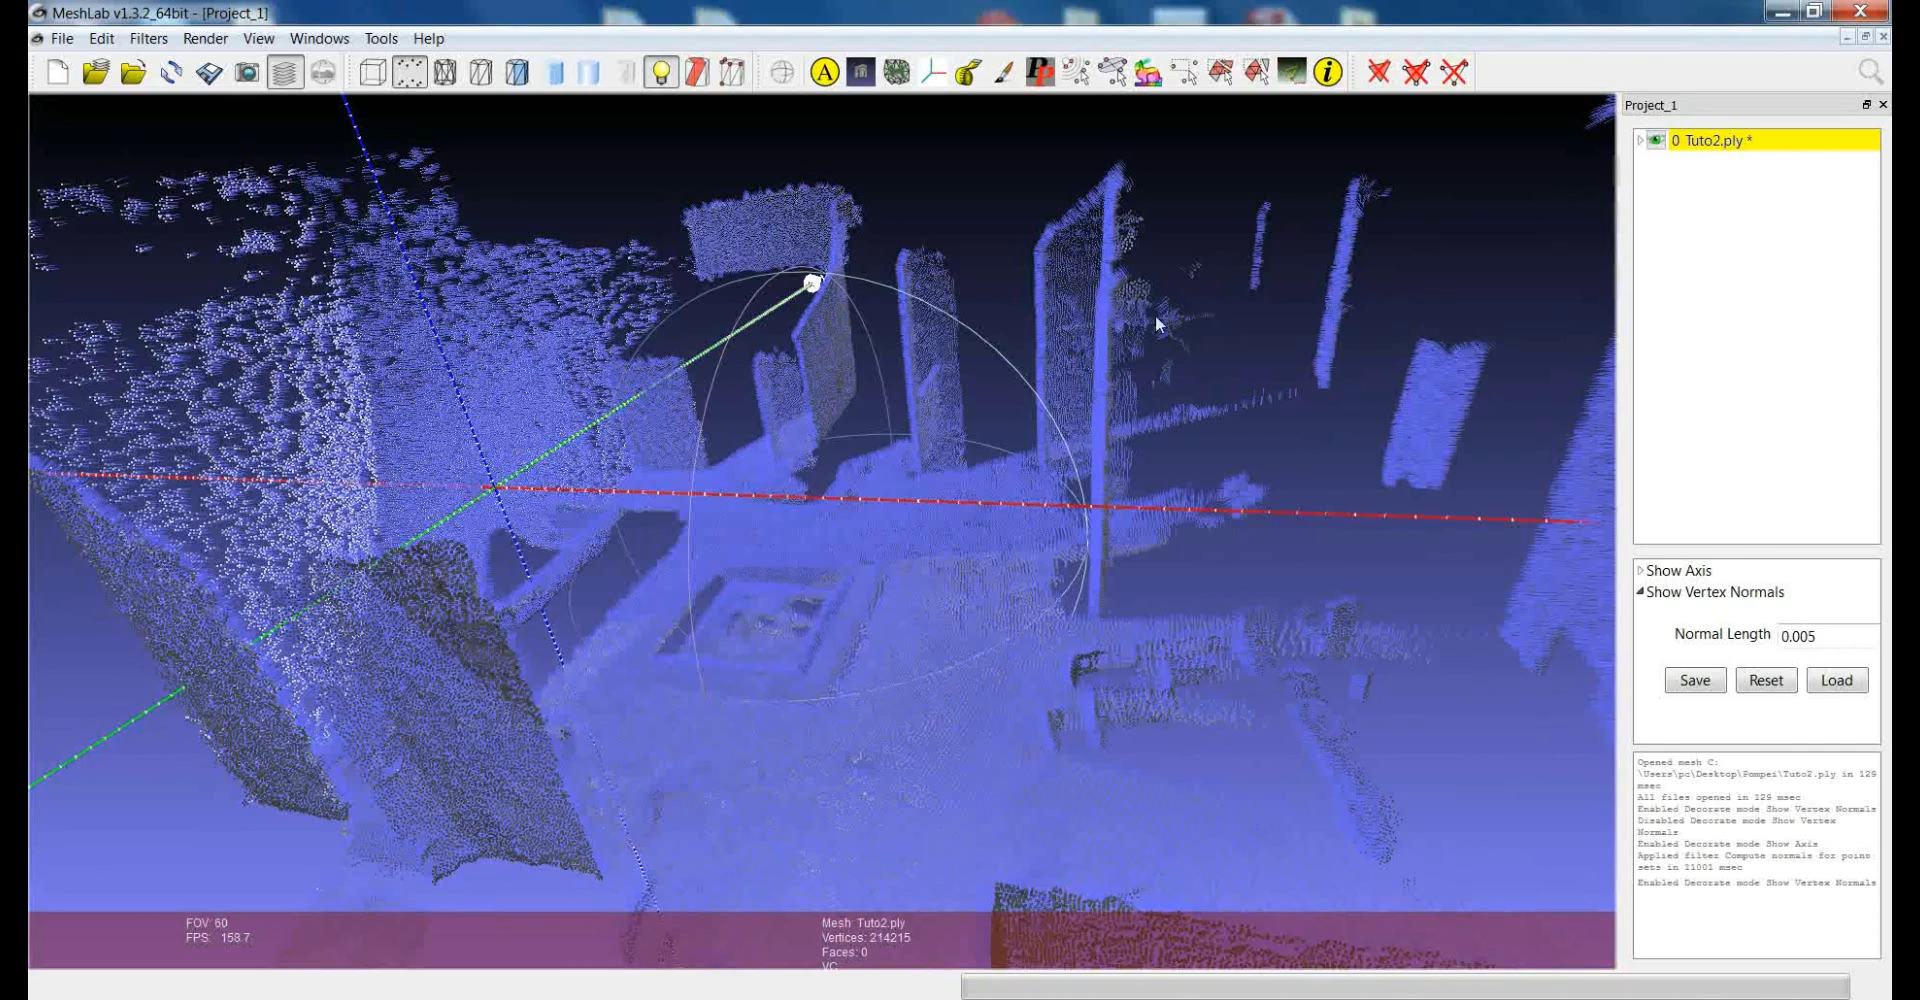 MeshLab v1.3.2_64bit - [Project_1]
File Edit Filters Render View Windows Tools Help
A
Pp
i
Project_1
0 Tuto2.ply *
Show Axis
Show Vertex Normals
Normal Length 0.005
Save Reset Load
Opened mesh C:
\Users\pc\Desktop\Pompei\Tuto2.ply in 129
msec
All files opened in 129 msec
Enabled Decorate mode Show Vertex Normals
Disabled Decorate mode Show Vertex
Normals
Enabled Decorate mode Show Axis
Applied filter Compute normals for point
sets in 11001 msec
Enabled Decorate mode Show Vertex Normals
FOV: 60
FPS: 158.7
Mesh: Tuto2.ply
Vertices: 214215
Faces: 0
VC